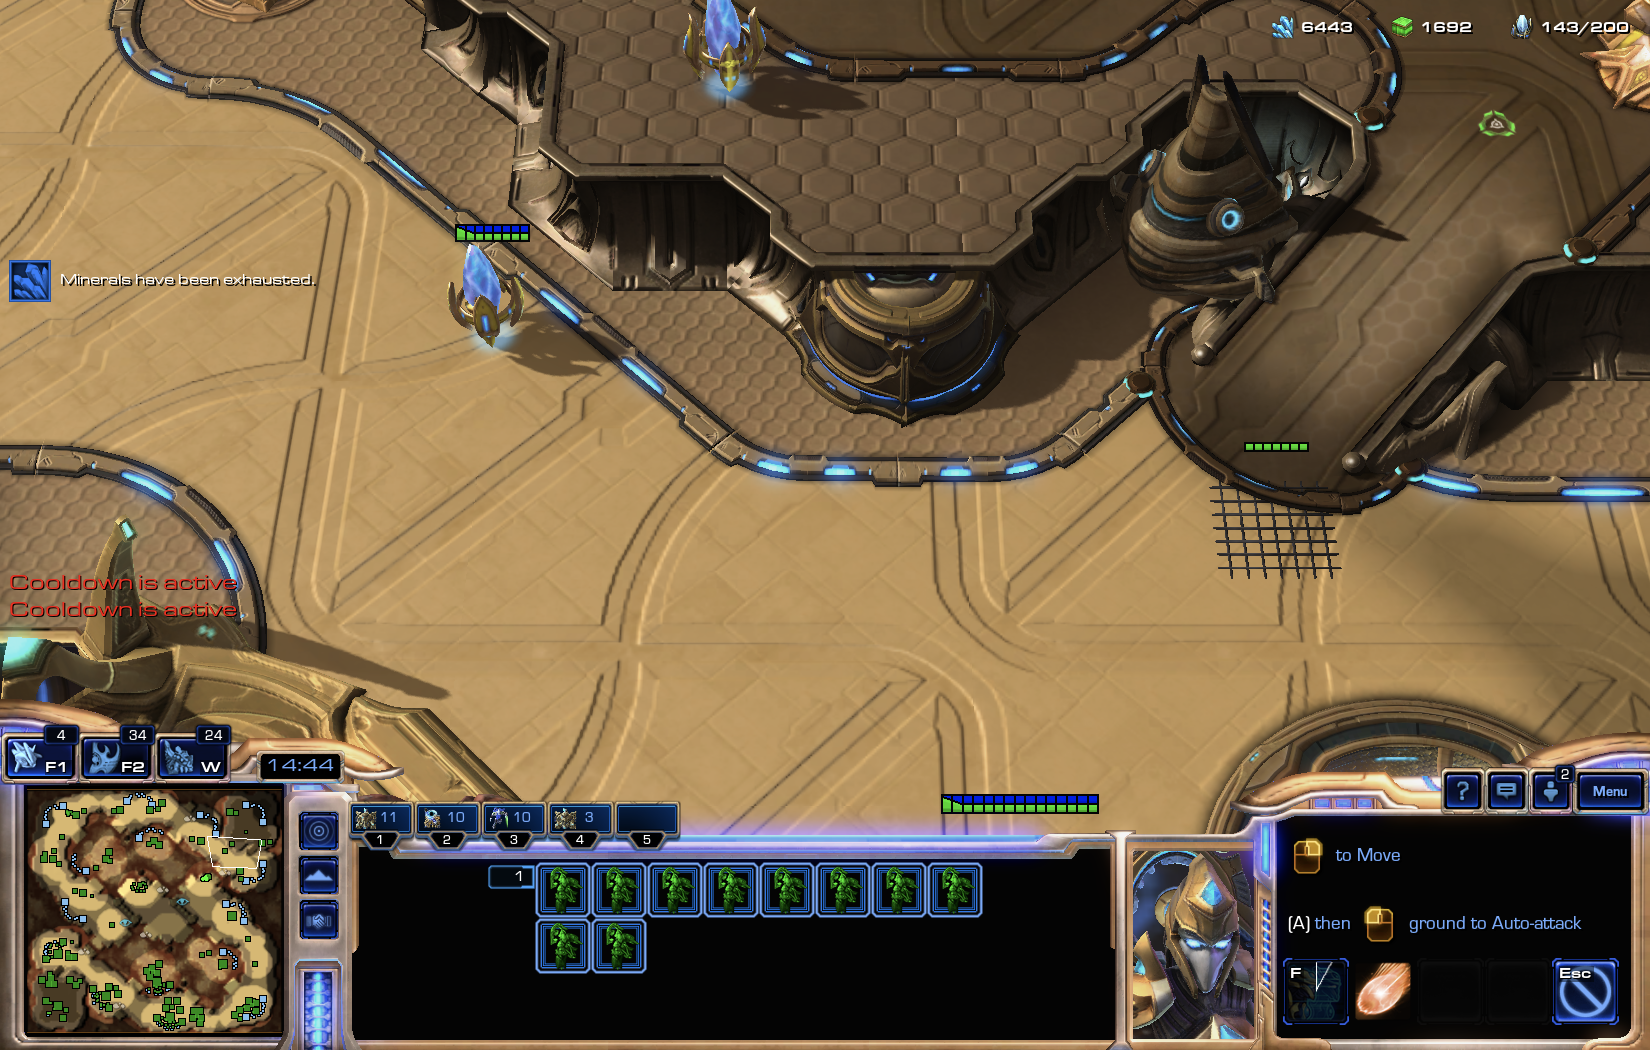 6443 1692 143/200
Minerals have been exhausted.
Cooldown is active
Cooldown is active
4 34 24
F1 F2 W
14:44
2
? Menu
11 10 10 3
1 2 3 4 5
1
to Move
(A) then ground to Auto-attack
F Esc